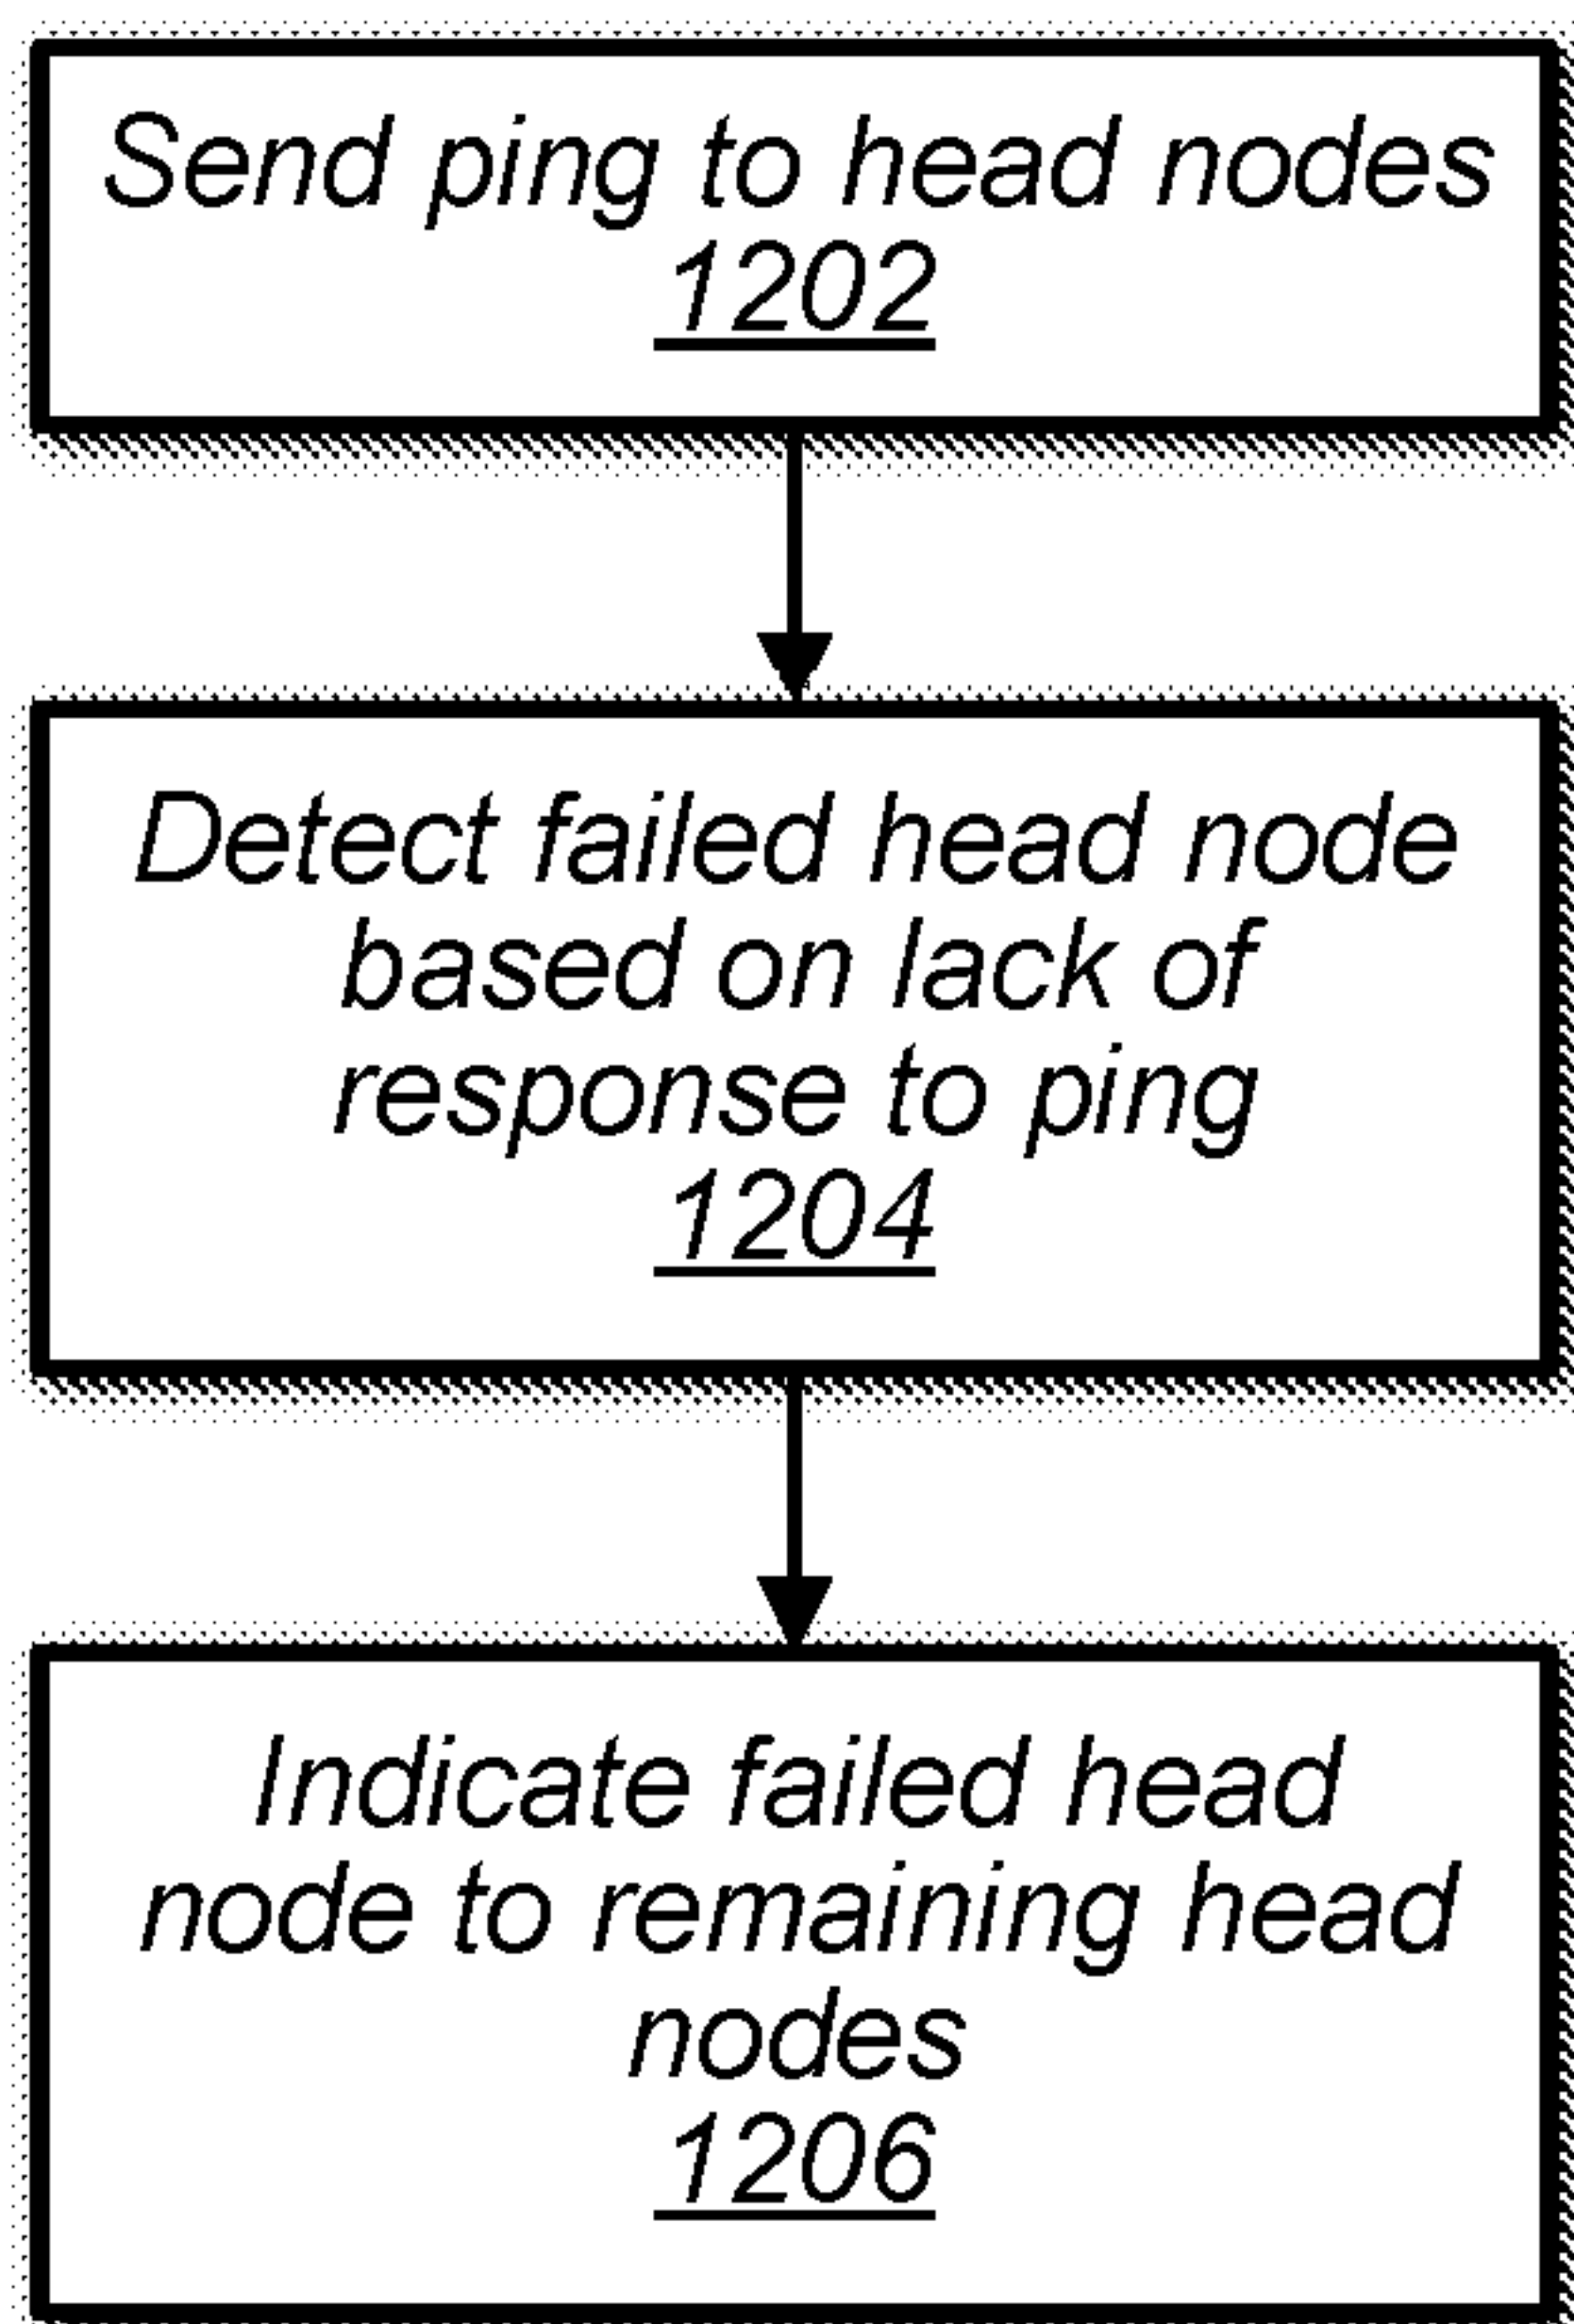 Send ping to head nodes
1202
Detect failed head node
based on lack of
response to ping
1204
Indicate failed head
node to remaining head
nodes
1206